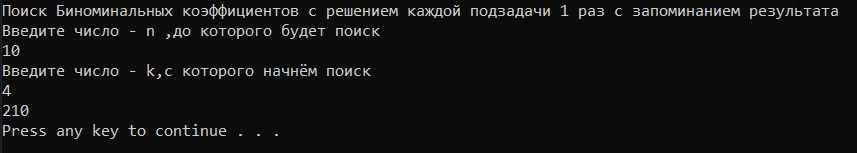 Поиск Биноминальных коэффициентов с решением каждой подзадачи 1 раз с запоминанием результата
Введите число - n ,до которого будет поиск
10
Введите число - k,с которого начнём поиск
4
210
Press any key to continue . . .